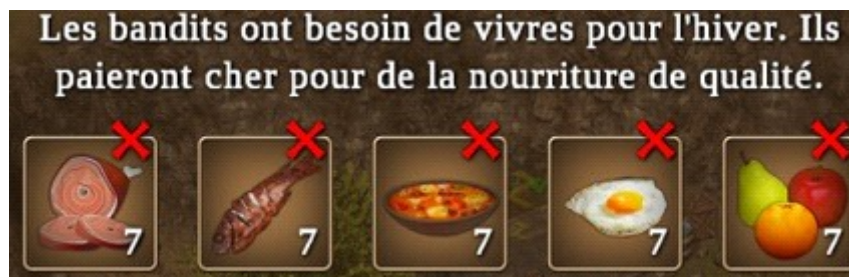 Les bandits ont besoin de vivres pour l'hiver. Ils
paieront cher pour de la nourriture de qualité.
7 7 7 7 7